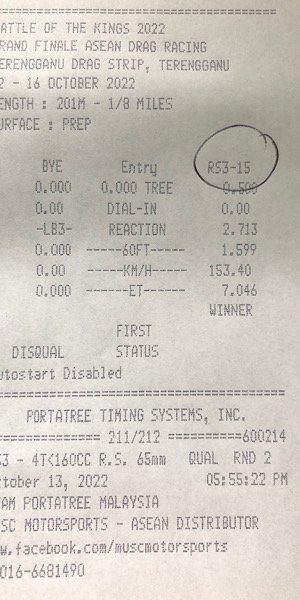 ==========================================
ATTLE OF THE KINGS 2022
RAND FINALE ASEAN DRAG RACING
ERENGGANU DRAG STRIP, TERENGGANU
2 - 16 OCTOBER 2022
ENGTH : 201M - 1/8 MILES
URFACE : PREP
BYE Entry RS3-15
0.000 0.000 TREE 0.500
0.00 DIAL-IN 0.00
-LB3- REACTION 2.713
0.000 -----60FT----- 1.599
0.00 -----KM/H----- 153.40
0.000 ------ET------ 7.046
WINNER
FIRST
DISQUAL STATUS
utostart Disabled
==========================================
PORTATREE TIMING SYSTEMS, INC.
============ 211/212 ==========600214
S3 - 4T<160CC R.S. 65mm QUAL RND 2
ctober 13, 2022 05:55:22 PM
AM PORTATREE MALAYSIA
SC MOTORSPORTS - ASEAN DISTRIBUTOR
w.facebook.com/muscmotorsports
016-6681490